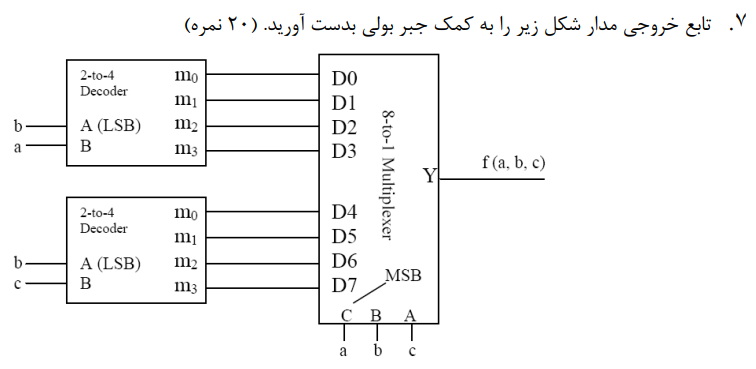 ۷. تابع خروجی مدار شکل زیر را به کمک جبر بولی بدست آورید. (۲۰ نمره)
2-to-4
Decoder
m0
m1
b A (LSB) m2
a B m3
2-to-4
Decoder
m0
m1
b A (LSB) m2
c B m3
D0
D1
D2
D3
D4
D5
D6
D7
8-to-1 Multiplexer
Y
f (a, b, c)
MSB
C B A
a b c